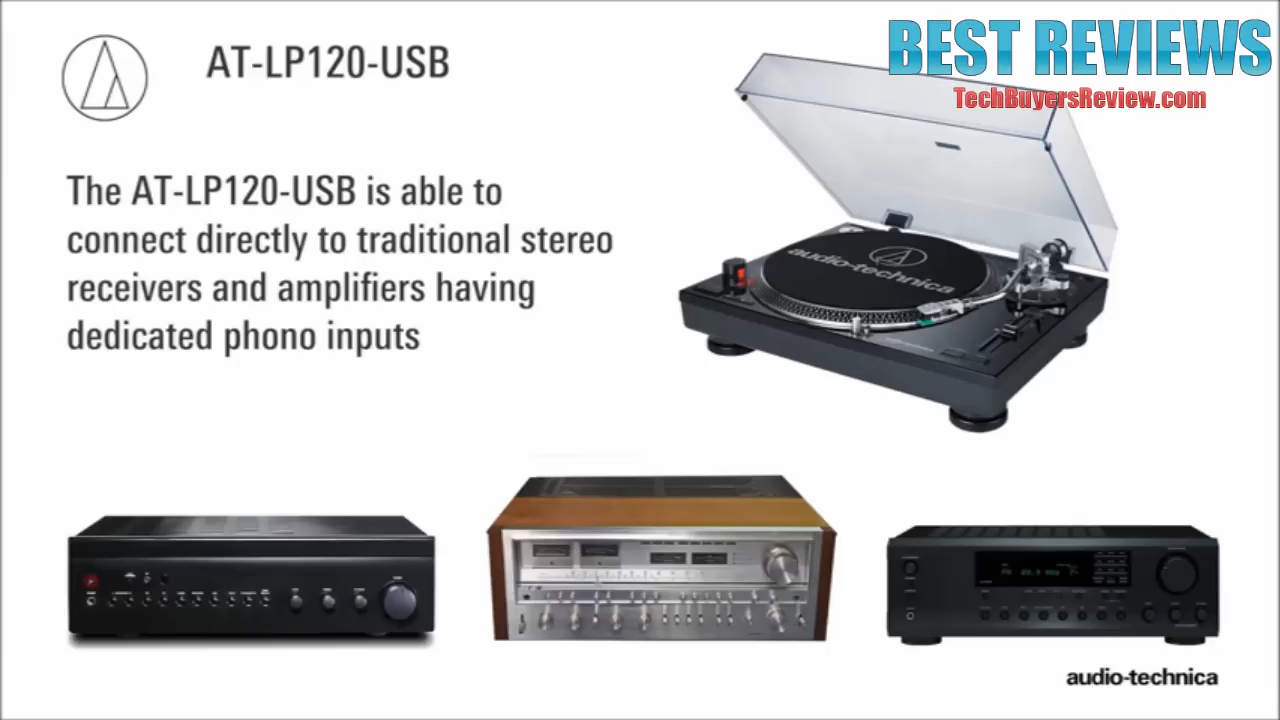 AT-LP120-USB
BEST REVIEWS
TechBuyersReview.com
The AT-LP120-USB is able to
connect directly to traditional stereo
receivers and amplifiers having
dedicated phono inputs
audio-technica
audio-technica